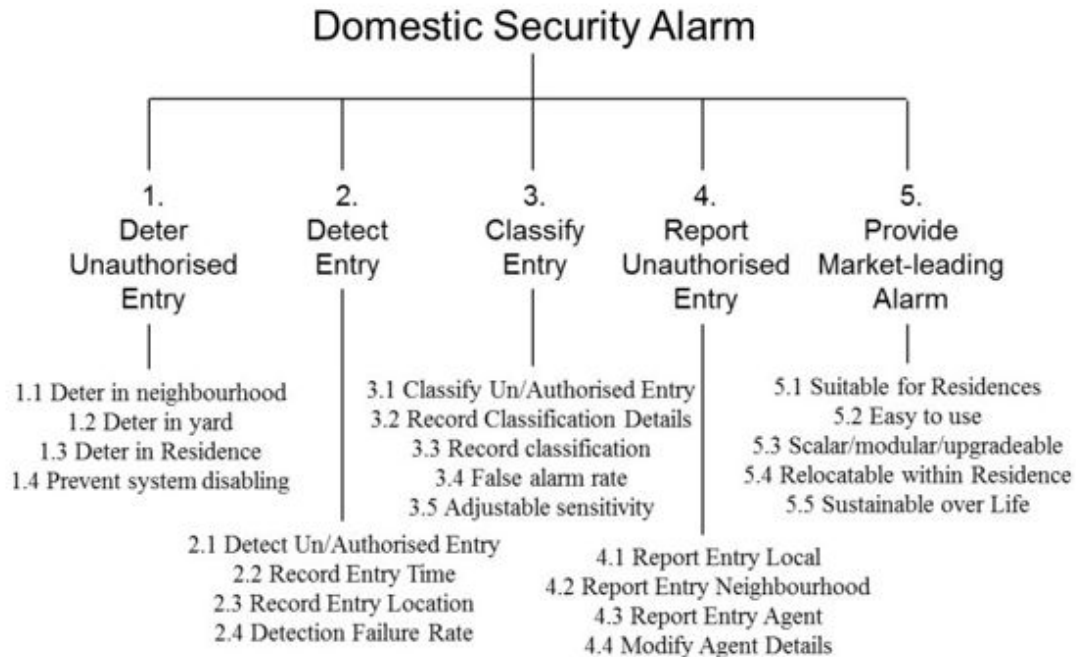 Domestic Security Alarm
1.
Deter
Unauthorised
Entry
2.
Detect
Entry
3.
Classify
Entry
4.
Report
Unauthorised
Entry
5.
Provide
Market-leading
Alarm
1.1 Deter in neighbourhood
1.2 Deter in yard
1.3 Deter in Residence
1.4 Prevent system disabling
2.1 Detect Un/Authorised Entry
2.2 Record Entry Time
2.3 Record Entry Location
2.4 Detection Failure Rate
3.1 Classify Un/Authorised Entry
3.2 Record Classification Details
3.3 Record classification
3.4 False alarm rate
3.5 Adjustable sensitivity
4.1 Report Entry Local
4.2 Report Entry Neighbourhood
4.3 Report Entry Agent
4.4 Modify Agent Details
5.1 Suitable for Residences
5.2 Easy to use
5.3 Scalar/modular/upgradeable
5.4 Relocatable within Residence
5.5 Sustainable over Life